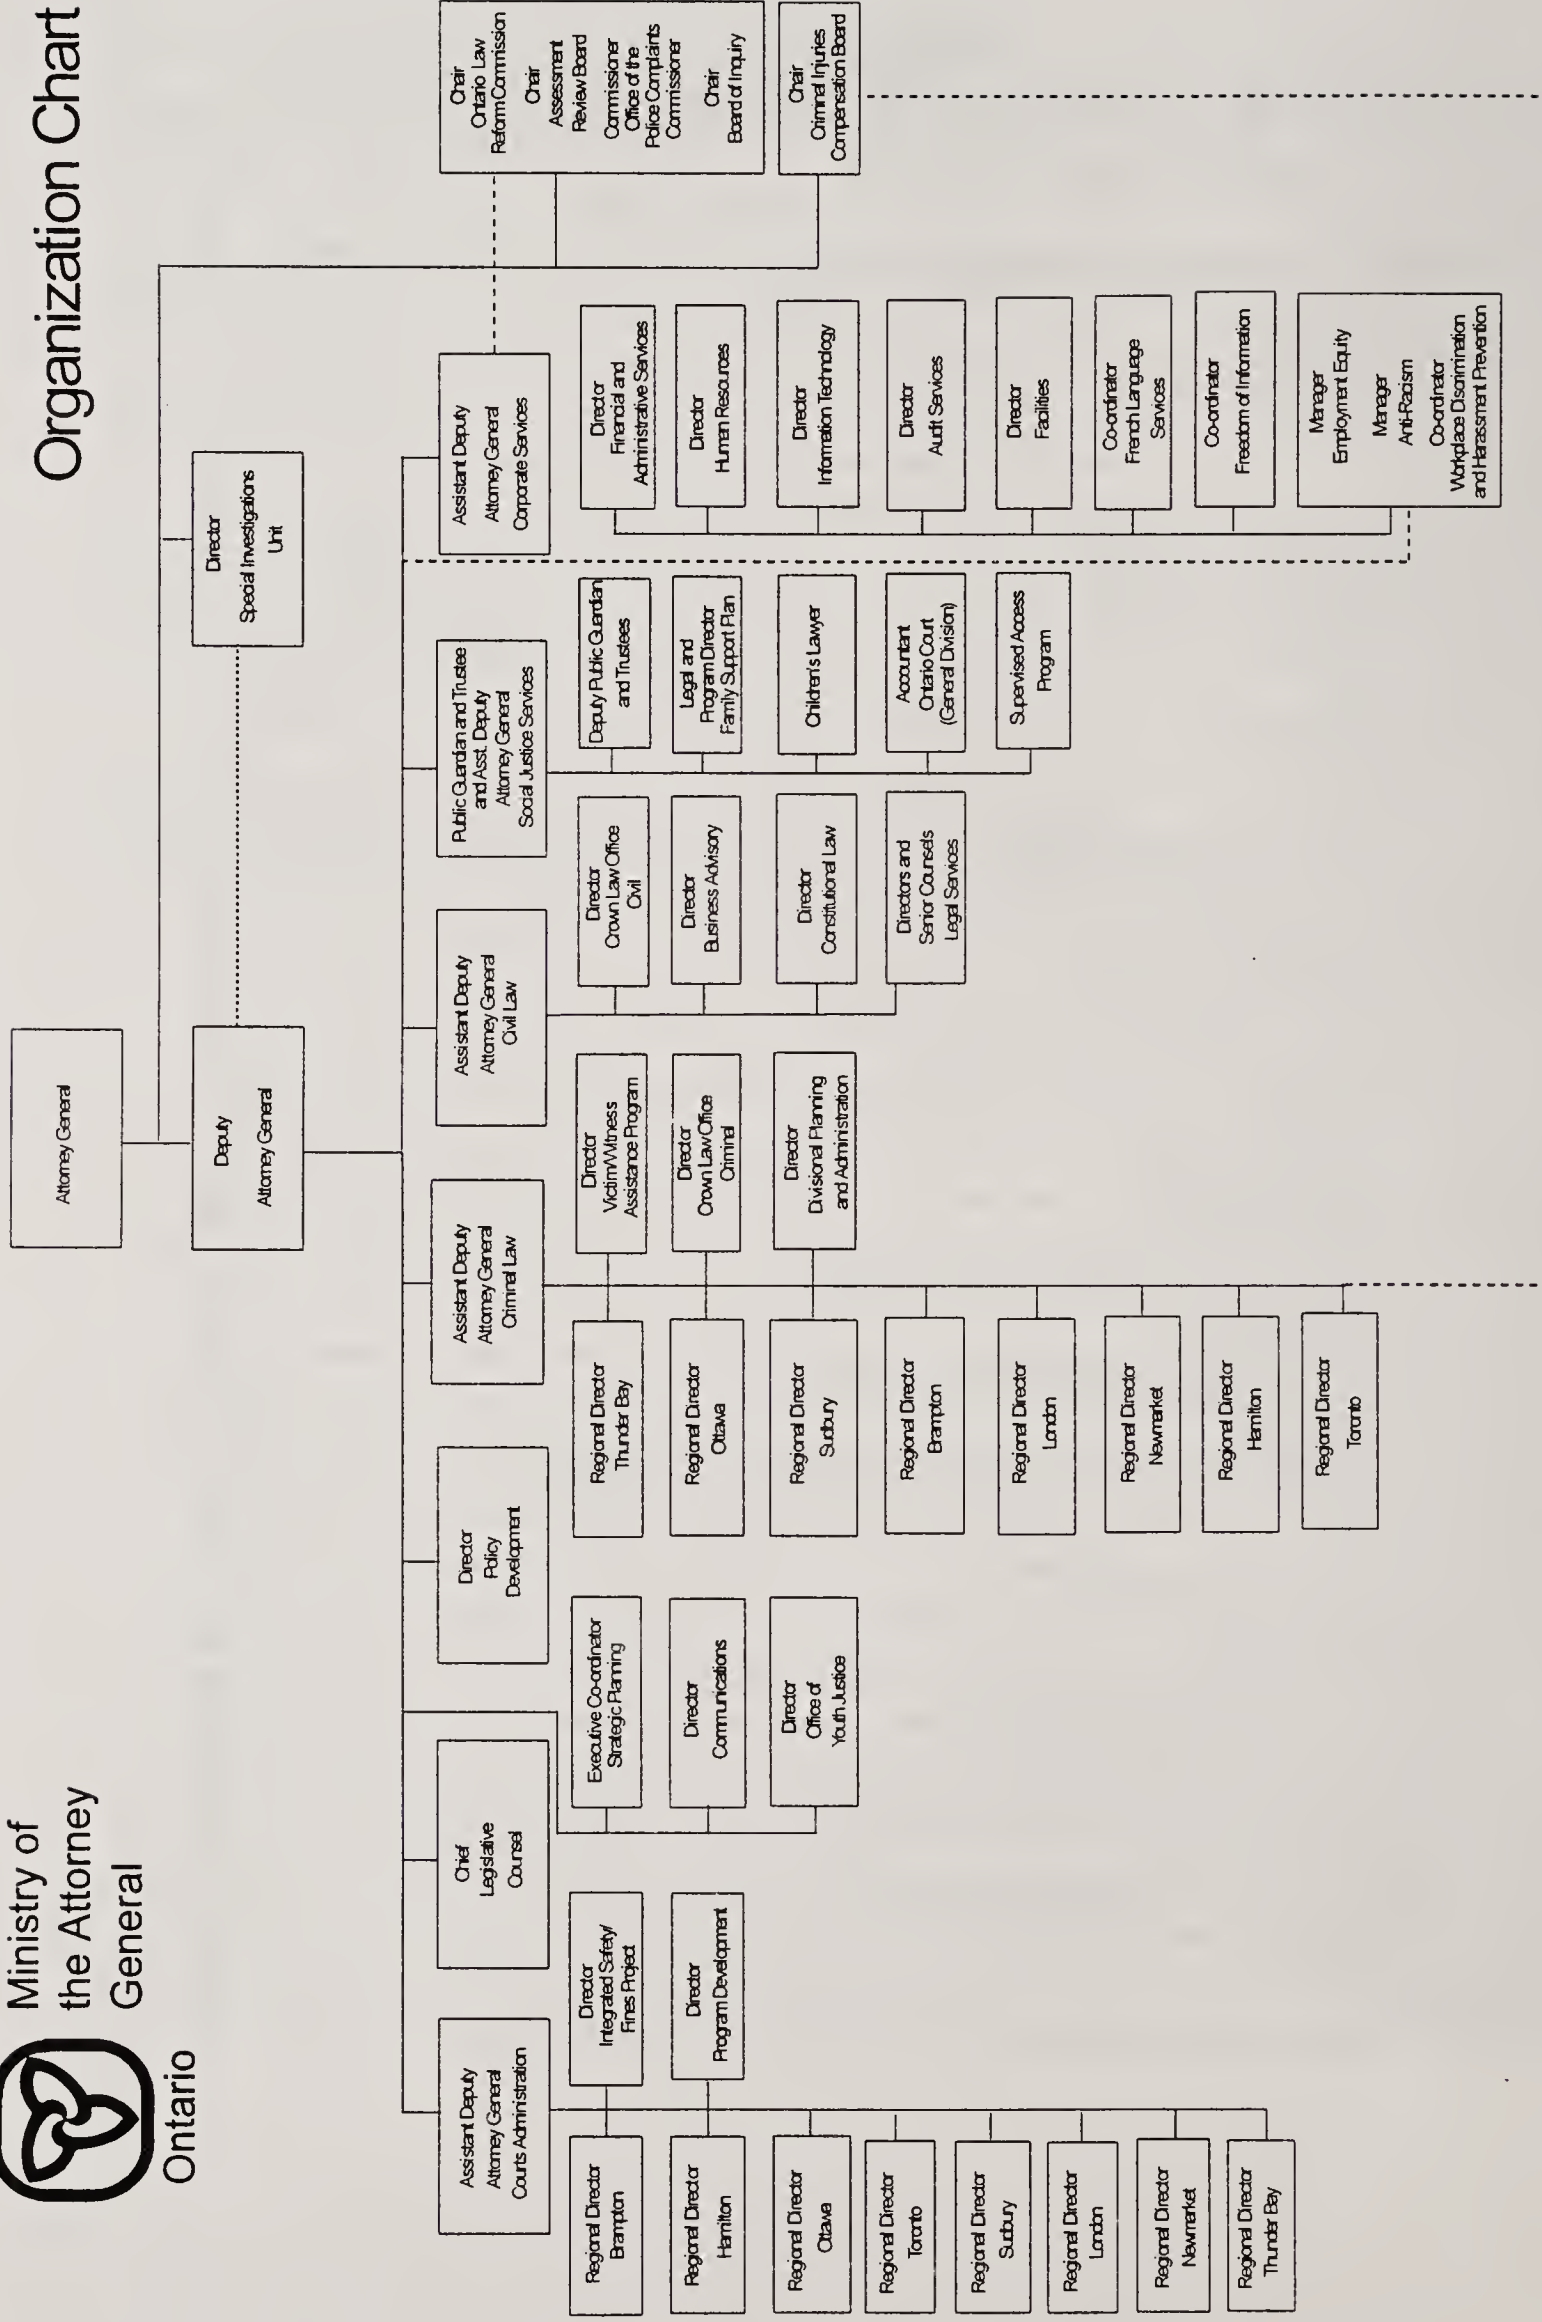 Ministry of
the Attorney
General
Ontario
Organization Chart
Attorney General
Deputy
Attorney General
Director
Special Investigations
Unit
Chair
Ontario Law
Reform Commission
Chair
Assessment
Review Board
Commissioner
Office of the
Police Complaints
Commissioner
Chair
Board of Inquiry
Chair
Criminal Injuries
Compensation Board
Assistant Deputy
Attorney General
Courts Administration
Chief
Legislative
Counsel
Director
Policy
Development
Assistant Deputy
Attorney General
Criminal Law
Assistant Deputy
Attorney General
Civil Law
Public Guardian and Trustee
and Asst. Deputy
Attorney General
Social Justice Services
Assistant Deputy
Attorney General
Corporate Services
Regional Director
Brampton
Regional Director
Hamilton
Regional Director
Ottawa
Regional Director
Toronto
Regional Director
Sudbury
Regional Director
London
Regional Director
Newmarket
Regional Director
Thunder Bay
Director
Integrated Safety/
Fines Project
Director
Program Development
Executive Co-ordinator
Strategic Planning
Director
Communications
Director
Office of
Youth Justice
Regional Director
Thunder Bay
Regional Director
Ottawa
Regional Director
Sudbury
Regional Director
Brampton
Regional Director
London
Regional Director
Newmarket
Regional Director
Hamilton
Regional Director
Toronto
Director
Victim/Witness
Assistance Program
Director
Crown Law Office
Criminal
Director
Divisional Planning
and Administration
Director
Crown Law Office
Civil
Director
Business Advisory
Director
Constitutional Law
Directors and
Senior Counsels
Legal Services
Deputy Public Guardian
and Trustees
Legal and
Program Director
Family Support Plan
Children's Lawyer
Accountant
Ontario Court
(General Division)
Supervised Access
Program
Director
Financial and
Administrative Services
Director
Human Resources
Director
Information Technology
Director
Audit Services
Director
Facilities
Co-ordinator
French Language
Services
Co-ordinator
Freedom of Information
Manager
Employment Equity
Manager
Anti-Racism
Co-ordinator
Workplace Discrimination
and Harassment Prevention